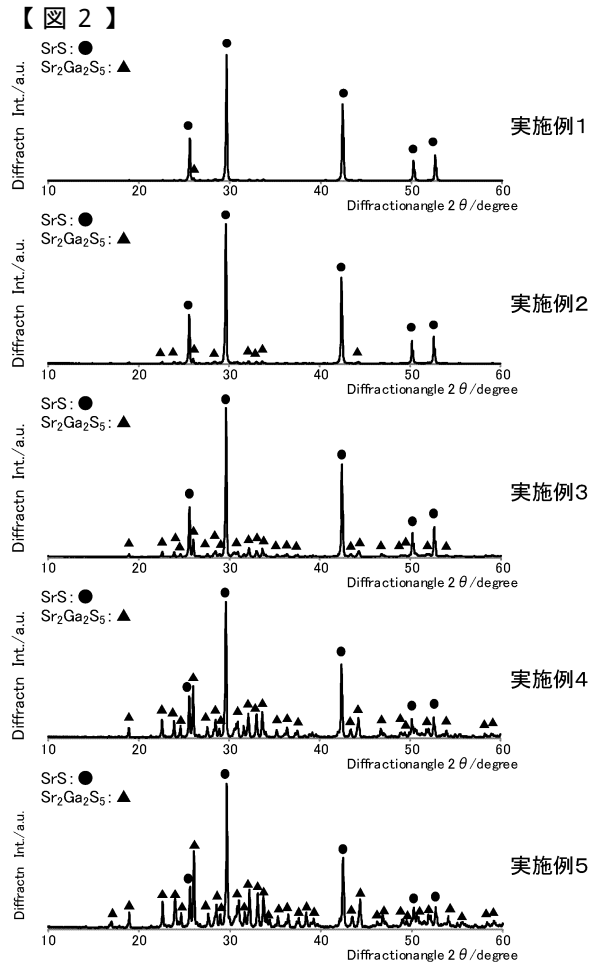 【図２】
SrS: ●
Sr₂Ga₂S₅: ▲
Diffractn Int./a.u.
実施例１
10 20 30 40 50 60
Diffractionangle 2θ/degree
SrS: ●
Sr₂Ga₂S₅: ▲
Diffractn Int./a.u.
実施例２
10 20 30 40 50 60
Diffractionangle 2θ/degree
SrS: ●
Sr₂Ga₂S₅: ▲
Diffractn Int./a.u.
実施例３
10 20 30 40 50 60
Diffractionangle 2θ/degree
SrS: ●
Sr₂Ga₂S₅: ▲
Diffractn Int./a.u.
実施例４
10 20 30 40 50 60
Diffractionangle 2θ/degree
SrS: ●
Sr₂Ga₂S₅: ▲
Diffractn Int./a.u.
実施例５
10 20 30 40 50 60
Diffractionangle 2θ/degree